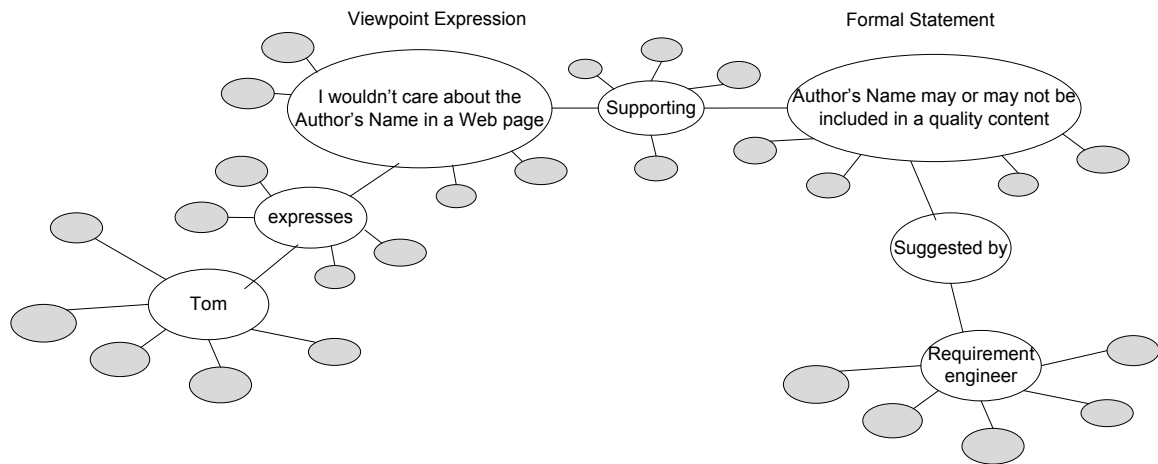 Viewpoint Expression
Formal Statement
I wouldn't care about the
Author's Name in a Web page
Supporting
Author's Name may or may not be
included in a quality content
expresses
Suggested by
Tom
Requirement
engineer